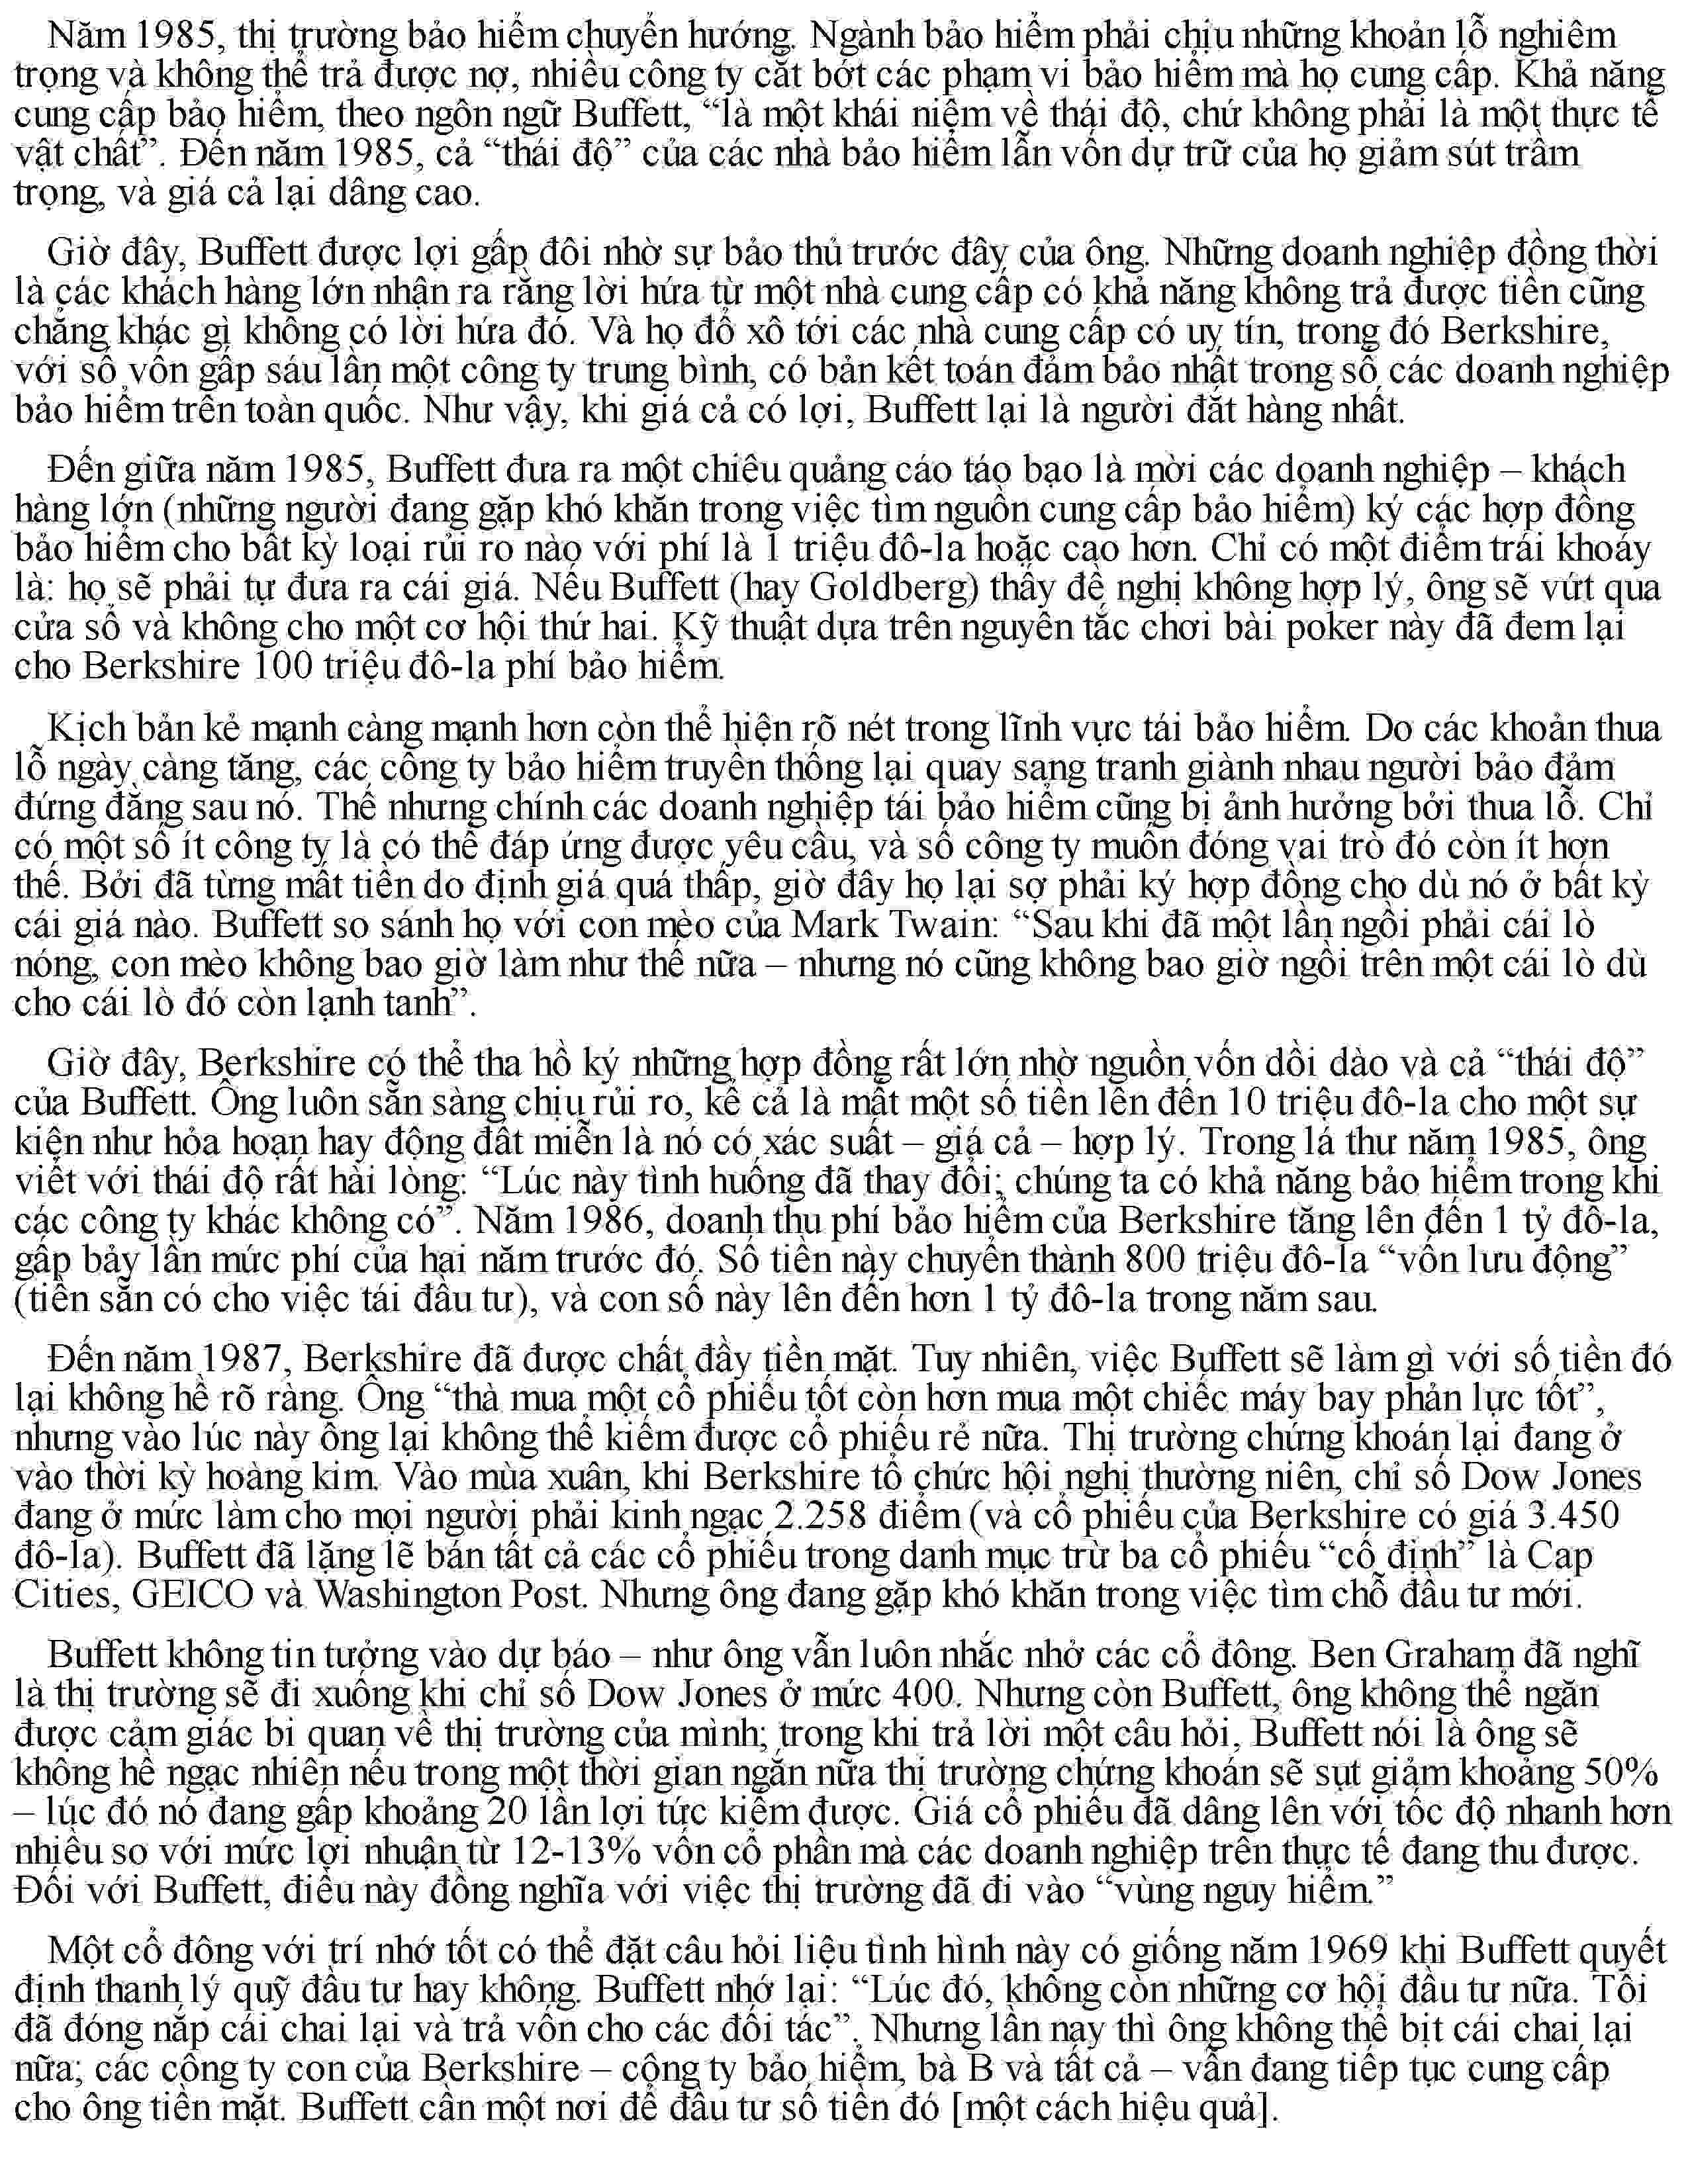 Năm 1985, thị trường bảo hiểm chuyển hướng. Ngành bảo hiểm phải chịu những khoản lỗ nghiêm
trọng và không thể trả được nợ, nhiều công ty cắt bớt các phạm vi bảo hiểm mà họ cung cấp. Khả năng
cung cấp bảo hiểm, theo ngôn ngữ Buffett, “là một khái niệm về thái độ, chứ không phải là một thực tế
vật chất”. Đến năm 1985, cả “thái độ” của các nhà bảo hiểm lẫn vốn dự trữ của họ giảm sút trầm
trọng, và giá cả lại dâng cao.
Giờ đây, Buffett được lợi gấp đôi nhờ sự bảo thủ trước đây của ông. Những doanh nghiệp đồng thời
là các khách hàng lớn nhận ra rằng lời hứa từ một nhà cung cấp có khả năng không trả được tiền cũng
chẳng khác gì không có lời hứa đó. Và họ đổ xô tới các nhà cung cấp có uy tín, trong đó Berkshire,
với số vốn gấp sáu lần một công ty trung bình, có bản kết toán đảm bảo nhất trong số các doanh nghiệp
bảo hiểm trên toàn quốc. Như vậy, khi giá cả có lợi, Buffett lại là người đắt hàng nhất.
Đến giữa năm 1985, Buffett đưa ra một chiêu quảng cáo táo bạo là mời các doanh nghiệp – khách
hàng lớn (những người đang gặp khó khăn trong việc tìm nguồn cung cấp bảo hiểm) ký các hợp đồng
bảo hiểm cho bất kỳ loại rủi ro nào với phí là 1 triệu đô-la hoặc cao hơn. Chỉ có một điểm trái khoáy
là: họ sẽ phải tự đưa ra cái giá. Nếu Buffett (hay Goldberg) thấy đề nghị không hợp lý, ông sẽ vứt qua
cửa sổ và không cho một cơ hội thứ hai. Kỹ thuật dựa trên nguyên tắc chơi bài poker này đã đem lại
cho Berkshire 100 triệu đô-la phí bảo hiểm.
Kịch bản kẻ mạnh càng mạnh hơn còn thể hiện rõ nét trong lĩnh vực tái bảo hiểm. Do các khoản thua
lỗ ngày càng tăng, các công ty bảo hiểm truyền thống lại quay sang tranh giành nhau người bảo đảm
đứng đằng sau nó. Thế nhưng chính các doanh nghiệp tái bảo hiểm cũng bị ảnh hưởng bởi thua lỗ. Chỉ
có một số ít công ty là có thể đáp ứng được yêu cầu, và số công ty muốn đóng vai trò đó còn ít hơn
thế. Bởi đã từng mất tiền do định giá quá thấp, giờ đây họ lại sợ phải ký hợp đồng cho dù nó ở bất kỳ
cái giá nào. Buffett so sánh họ với con mèo của Mark Twain: “Sau khi đã một lần ngồi phải cái lò
nóng, con mèo không bao giờ làm như thế nữa – nhưng nó cũng không bao giờ ngồi trên một cái lò dù
cho cái lò đó còn lạnh tanh”.
Giờ đây, Berkshire có thể tha hồ ký những hợp đồng rất lớn nhờ nguồn vốn dồi dào và cả “thái độ”
của Buffett. Ông luôn sẵn sàng chịu rủi ro, kể cả là mất một số tiền lên đến 10 triệu đô-la cho một sự
kiện như hỏa hoạn hay động đất miễn là nó có xác suất – giá cả – hợp lý. Trong lá thư năm 1985, ông
viết với thái độ rất hài lòng: “Lúc này tình huống đã thay đổi; chúng ta có khả năng bảo hiểm trong khi
các công ty khác không có”. Năm 1986, doanh thu phí bảo hiểm của Berkshire tăng lên đến 1 tỷ đô-la,
gấp bảy lần mức phí của hai năm trước đó. Số tiền này chuyển thành 800 triệu đô-la “vốn lưu động”
(tiền sẵn có cho việc tái đầu tư), và con số này lên đến hơn 1 tỷ đô-la trong năm sau.
Đến năm 1987, Berkshire đã được chất đầy tiền mặt. Tuy nhiên, việc Buffett sẽ làm gì với số tiền đó
lại không hề rõ ràng. Ông “thà mua một cổ phiếu tốt còn hơn mua một chiếc máy bay phản lực tốt”,
nhưng vào lúc này ông lại không thể kiếm được cổ phiếu rẻ nữa. Thị trường chứng khoán lại đang ở
vào thời kỳ hoàng kim. Vào mùa xuân, khi Berkshire tổ chức hội nghị thường niên, chỉ số Dow Jones
đang ở mức làm cho mọi người phải kinh ngạc 2.258 điểm (và cổ phiếu của Berkshire có giá 3.450
đô-la). Buffett đã lặng lẽ bán tất cả các cổ phiếu trong danh mục trừ ba cổ phiếu “cố định” là Cap
Cities, GEICO và Washington Post. Nhưng ông đang gặp khó khăn trong việc tìm chỗ đầu tư mới.
Buffett không tin tưởng vào dự báo – như ông vẫn luôn nhắc nhở các cổ đông. Ben Graham đã nghĩ
là thị trường sẽ đi xuống khi chỉ số Dow Jones ở mức 400. Nhưng còn Buffett, ông không thể ngăn
được cảm giác bi quan về thị trường của mình; trong khi trả lời một câu hỏi, Buffett nói là ông sẽ
không hề ngạc nhiên nếu trong một thời gian ngắn nữa thị trường chứng khoán sẽ sụt giảm khoảng 50%
– lúc đó nó đang gấp khoảng 20 lần lợi tức kiếm được. Giá cổ phiếu đã dâng lên với tốc độ nhanh hơn
nhiều so với mức lợi nhuận từ 12-13% vốn cổ phần mà các doanh nghiệp trên thực tế đang thu được.
Đối với Buffett, điều này đồng nghĩa với việc thị trường đã đi vào “vùng nguy hiểm.”
Một cổ đông với trí nhớ tốt có thể đặt câu hỏi liệu tình hình này có giống năm 1969 khi Buffett quyết
định thanh lý quỹ đầu tư hay không. Buffett nhớ lại: “Lúc đó, không còn những cơ hội đầu tư nữa. Tôi
đã đóng nắp cái chai lại và trả vốn cho các đối tác”. Nhưng lần nay thì ông không thể bịt cái chai lại
nữa; các công ty con của Berkshire – công ty bảo hiểm, bà B và tất cả – vẫn đang tiếp tục cung cấp
cho ông tiền mặt. Buffett cần một nơi để đầu tư số tiền đó [một cách hiệu quả].